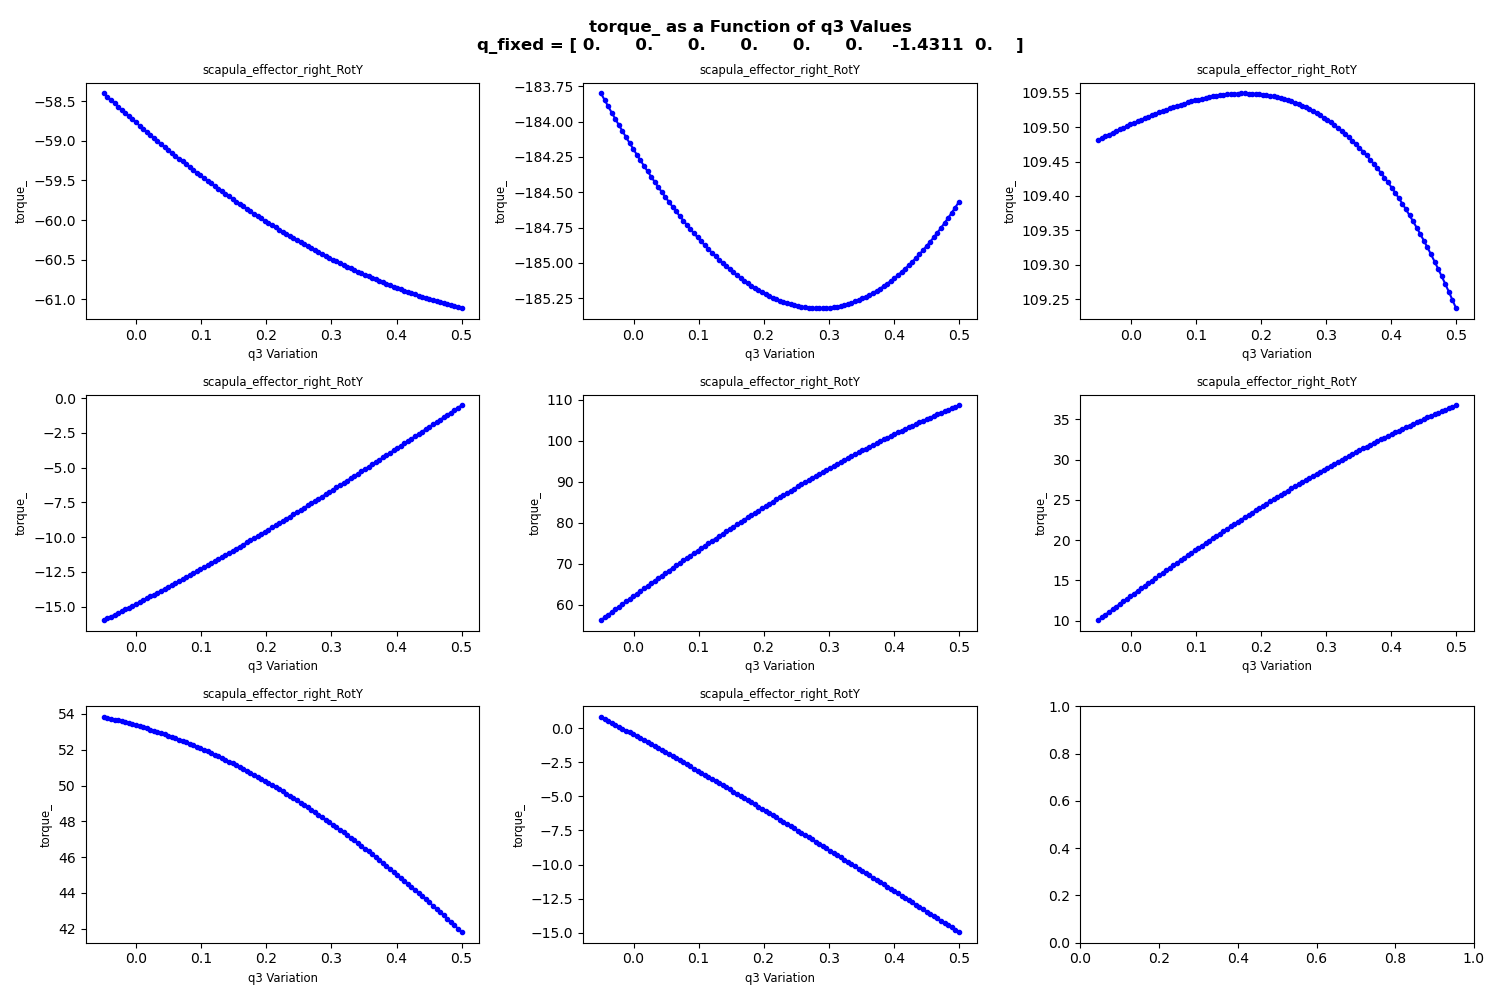 torque_ as a Function of q3 Values
q_fixed = [ 0. 0. 0. 0. 0. 0. -1.4311 0. ]
scapula_effector_right_RotY
scapula_effector_right_RotY
scapula_effector_right_RotY
torque_
−58.5
−59.0
−59.5
−60.0
−60.5
−61.0
0.0 0.1 0.2 0.3 0.4 0.5
q3 Variation
torque_
−183.75
−184.00
−184.25
−184.50
−184.75
−185.00
−185.25
0.0 0.1 0.2 0.3 0.4 0.5
q3 Variation
torque_
109.55
109.50
109.45
109.40
109.35
109.30
109.25
0.0 0.1 0.2 0.3 0.4 0.5
q3 Variation
scapula_effector_right_RotY
scapula_effector_right_RotY
scapula_effector_right_RotY
torque_
0.0
−2.5
−5.0
−7.5
−10.0
−12.5
−15.0
0.0 0.1 0.2 0.3 0.4 0.5
q3 Variation
torque_
110
100
90
80
70
60
0.0 0.1 0.2 0.3 0.4 0.5
q3 Variation
torque_
35
30
25
20
15
10
0.0 0.1 0.2 0.3 0.4 0.5
q3 Variation
scapula_effector_right_RotY
scapula_effector_right_RotY
torque_
54
52
50
48
46
44
42
0.0 0.1 0.2 0.3 0.4 0.5
q3 Variation
torque_
0.0
−2.5
−5.0
−7.5
−10.0
−12.5
−15.0
0.0 0.1 0.2 0.3 0.4 0.5
q3 Variation
1.0
0.8
0.6
0.4
0.2
0.0
0.0 0.2 0.4 0.6 0.8 1.0